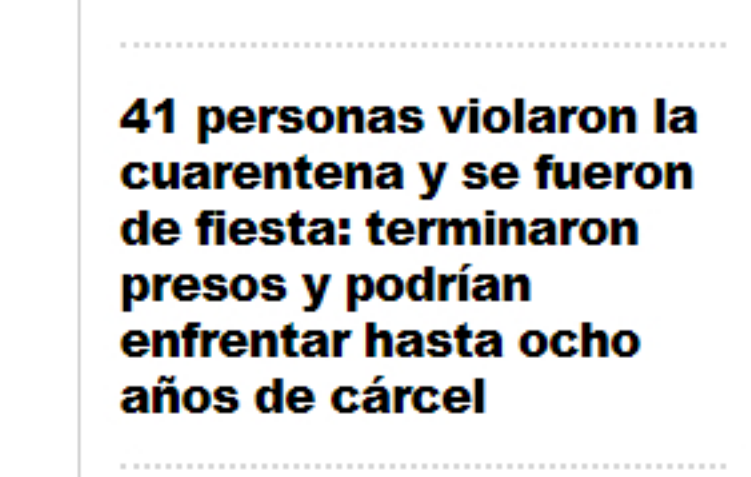 41 personas violaron la
cuarentena y se fueron
de fiesta: terminaron
presos y podrían
enfrentar hasta ocho
años de cárcel